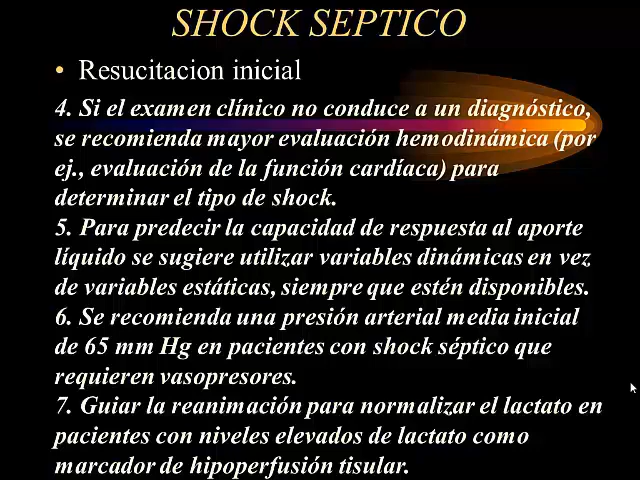 SHOCK SEPTICO
• Resucitacion inicial
4. Si el examen clínico no conduce a un diagnóstico,
se recomienda mayor evaluación hemodinámica (por
ej., evaluación de la función cardíaca) para
determinar el tipo de shock.
5. Para predecir la capacidad de respuesta al aporte
líquido se sugiere utilizar variables dinámicas en vez
de variables estáticas, siempre que estén disponibles.
6. Se recomienda una presión arterial media inicial
de 65 mm Hg en pacientes con shock séptico que
requieren vasopresores.
7. Guiar la reanimación para normalizar el lactato en
pacientes con niveles elevados de lactato como
marcador de hipoperfusión tisular.